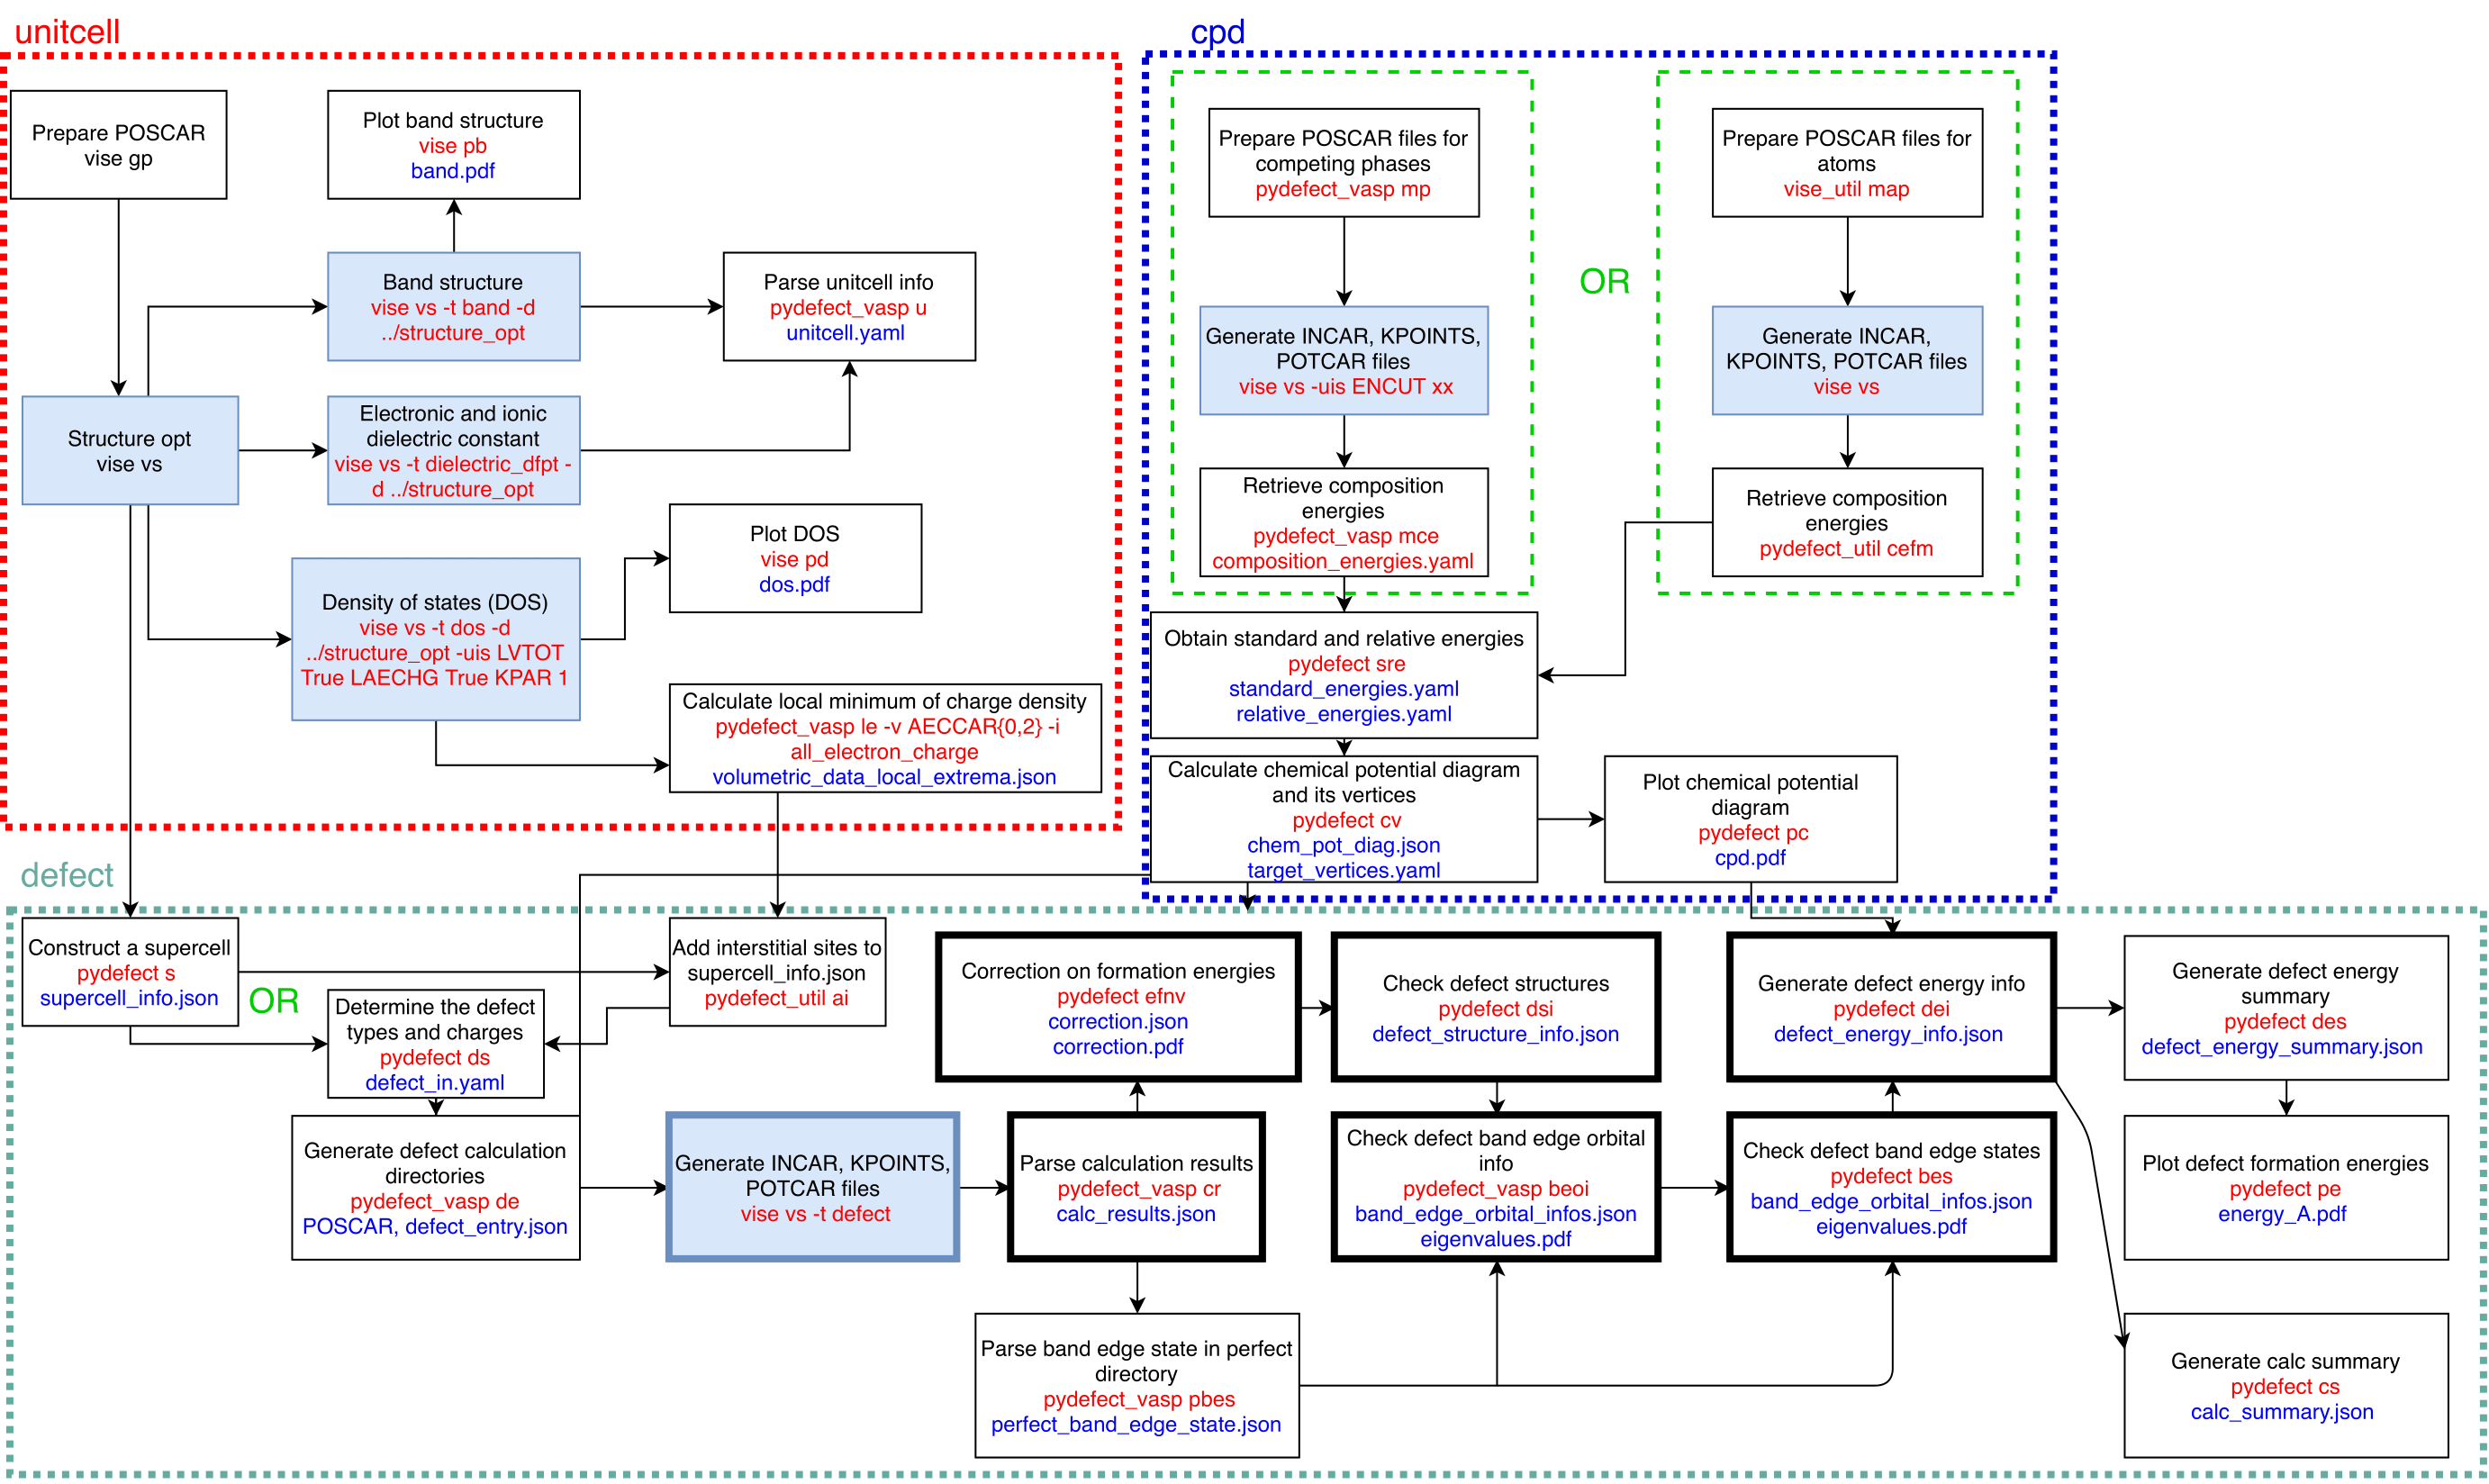 unitcell
Prepare POSCAR
vise gp
Plot band structure
vise pb
band.pdf
Band structure
vise vs -t band -d
../structure_opt
Parse unitcell info
pydefect_vasp u
unitcell.yaml
Structure opt
vise vs
Electronic and ionic
dielectric constant
vise vs -t dielectric_dfpt -
d ../structure_opt
Plot DOS
vise pd
dos.pdf
Density of states (DOS)
vise vs -t dos -d
../structure_opt -uis LVTOT
True LAECHG True KPAR 1
Calculate local minimum of charge density
pydefect_vasp le -v AECCAR{0,2} -i
all_electron_charge
volumetric_data_local_extrema.json
cpd
Prepare POSCAR files for
competing phases
pydefect_vasp mp
Generate INCAR, KPOINTS,
POTCAR files
vise vs -uis ENCUT xx
Retrieve composition
energies
pydefect_vasp mce
composition_energies.yaml
OR
Prepare POSCAR files for
atoms
vise_util map
Generate INCAR,
KPOINTS, POTCAR files
vise vs
Retrieve composition
energies
pydefect_util cefm
Obtain standard and relative energies
pydefect sre
standard_energies.yaml
relative_energies.yaml
Calculate chemical potential diagram
and its vertices
pydefect cv
chem_pot_diag.json
target_vertices.yaml
Plot chemical potential
diagram
pydefect pc
cpd.pdf
defect
Construct a supercell
pydefect s
supercell_info.json
OR
Determine the defect
types and charges
pydefect ds
defect_in.yaml
Add interstitial sites to
supercell_info.json
pydefect_util ai
Generate defect calculation
directories
pydefect_vasp de
POSCAR, defect_entry.json
Generate INCAR, KPOINTS,
POTCAR files
vise vs -t defect
Correction on formation energies
pydefect efnv
correction.json
correction.pdf
Parse calculation results
pydefect_vasp cr
calc_results.json
Parse band edge state in perfect
directory
pydefect_vasp pbes
perfect_band_edge_state.json
Check defect structures
pydefect dsi
defect_structure_info.json
Check defect band edge orbital
info
pydefect_vasp beoi
band_edge_orbital_infos.json
eigenvalues.pdf
Generate defect energy info
pydefect dei
defect_energy_info.json
Check defect band edge states
pydefect bes
band_edge_orbital_infos.json
eigenvalues.pdf
Generate defect energy
summary
pydefect des
defect_energy_summary.json
Plot defect formation energies
pydefect pe
energy_A.pdf
Generate calc summary
pydefect cs
calc_summary.json